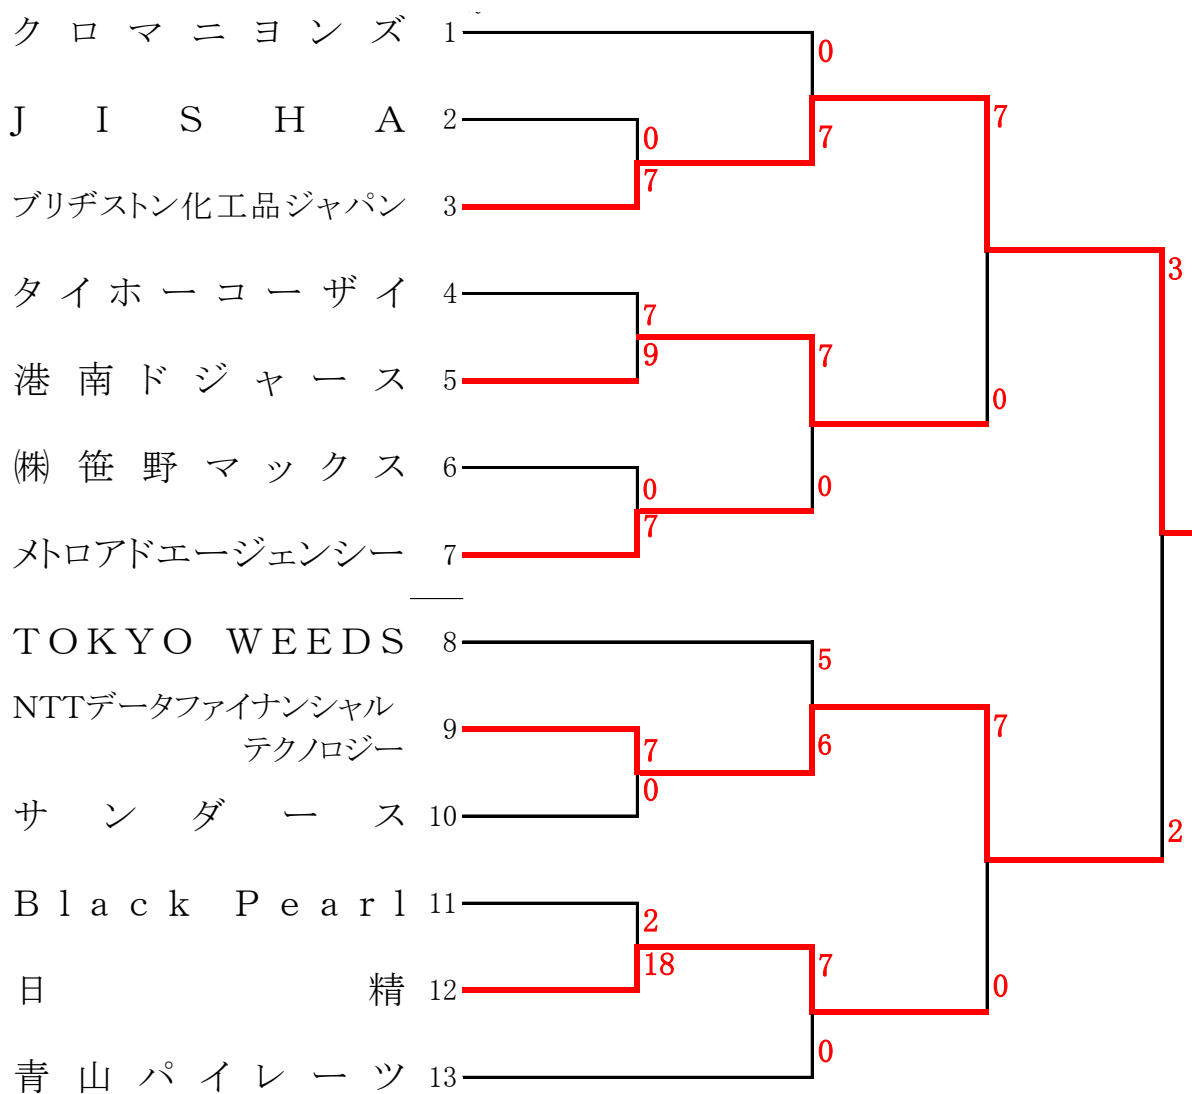 クロマニヨンズ 1
0
7
JISHA 2
0
7
7
ブリヂストン化工品ジャパン 3
3
タイホーコーザイ 4
7
9
7
港南ドジャース 5
0
㈱笹野マックス 6
0
7
0
メトロアドエージェンシー 7
TOKYO WEEDS 8
5
NTTデータファイナンシャル
テクノロジー 9
7
0
6
7
サンダース 10
2
Black Pearl 11
2
18
7
日精 12
0
0
青山パイレーツ 13